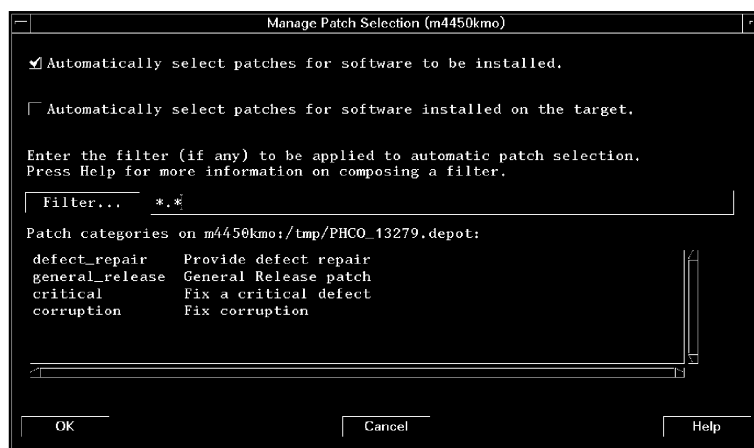 Manage Patch Selection (m4450kmo)
Automatically select patches for software to be installed.
Automatically select patches for software installed on the target.
Enter the filter (if any) to be applied to automatic patch selection.
Press Help for more information on composing a filter.
Filter... *.*
Patch categories on m4450kmo:/tmp/PHCO_13279.depot:
defect_repair Provide defect repair
general_release General Release patch
critical Fix a critical defect
corruption Fix corruption
OK Cancel Help